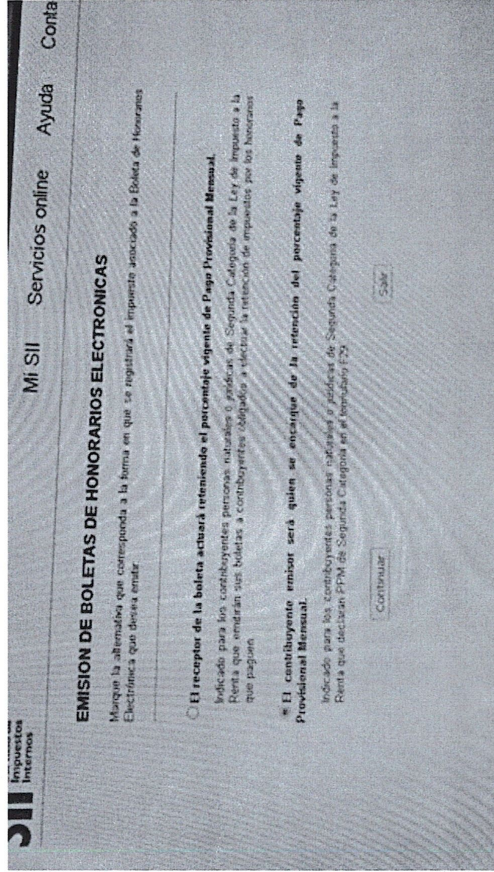 SII
Impuestos
Internos
Mi SII Servicios online Ayuda Conta
EMISION DE BOLETAS DE HONORARIOS ELECTRONICAS
Marque la alternativa que corresponda a la forma en que se registrará el impuesto asociado a la Boleta de Honorarios
Electrónica que desea emitir
El receptor de la boleta actuará reteniendo el porcentaje vigente de Pago Provisional Mensual.
Indicado para los contribuyentes personas naturales o jurídicas de Segunda Categoría de la Ley de Impuesto a la
Renta que emitirán sus boletas a contribuyentes obligados a efectuar la retención de impuestos por los honorarios
que paguen
El contribuyente emisor será quien se encargue de la retención del porcentaje vigente de Pago
Provisional Mensual.
Indicado para los contribuyentes personas naturales o jurídicas de Segunda Categoría de la Ley de Impuesto a la
Renta que declaran PPM de Segunda Categoría en el formulario F29
Continuar Salir